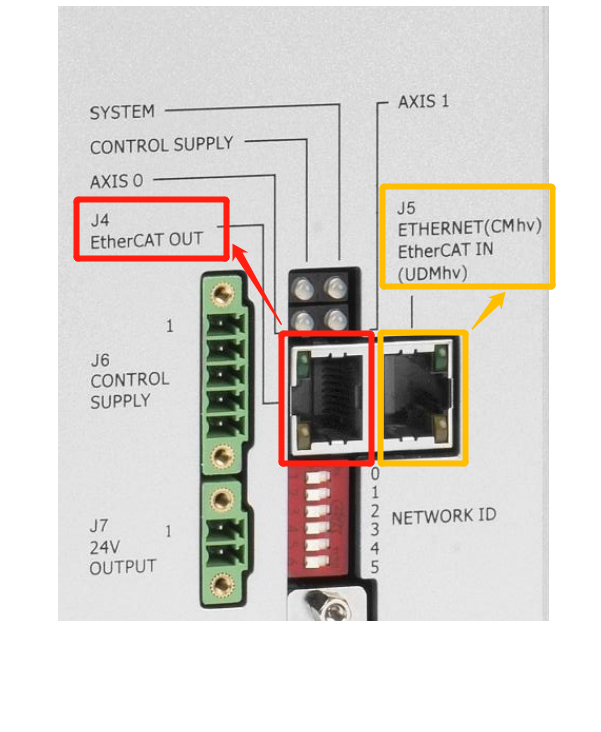 SYSTEM
CONTROL SUPPLY
AXIS 0
J4
EtherCAT OUT
AXIS 1
J5
ETHERNET(CMhv)
EtherCAT IN
(UDMhv)
1
J6
CONTROL
SUPPLY
J7
24V
OUTPUT
1
0
1
2
3
4
5
NETWORK ID